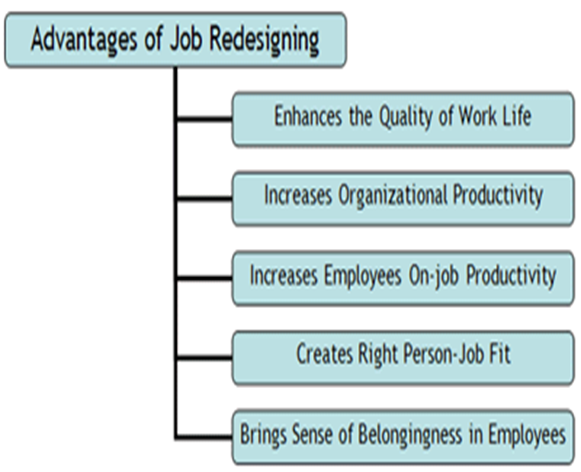 Advantages of Job Redesigning
Enhances the Quality of Work Life
Increases Organizational Productivity
Increases Employees On-job Productivity
Creates Right Person-Job Fit
Brings Sense of Belongingness in Employees